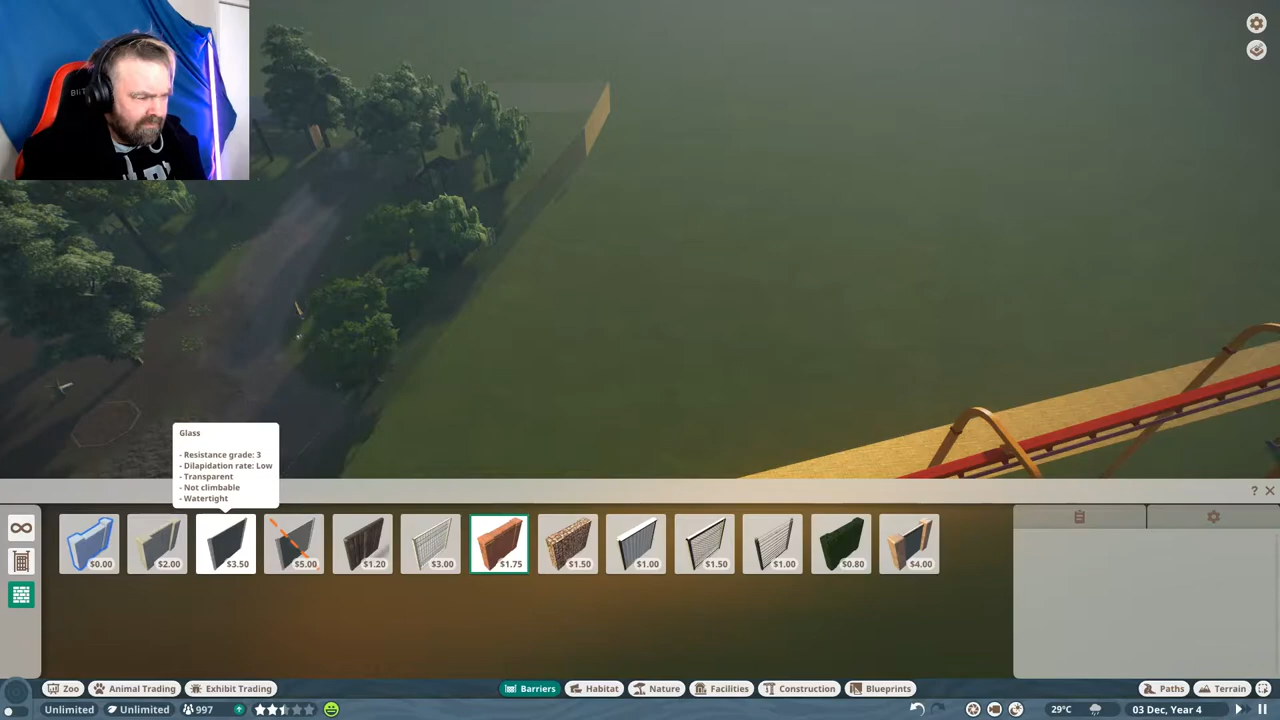 Glass
- Resistance grade: 3
- Dilapidation rate: Low
- Transparent
- Not climbable
- Watertight
?
$0.00 $2.00 $3.50 $5.00 $1.20 $3.00 $1.75 $1.50 $1.00 $1.50 $1.00 $0.80 $4.00
Zoo Animal Trading Exhibit Trading Barriers Habitat Nature Facilities Construction Blueprints Paths Terrain
Unlimited Unlimited 997 29°C 03 Dec, Year 4